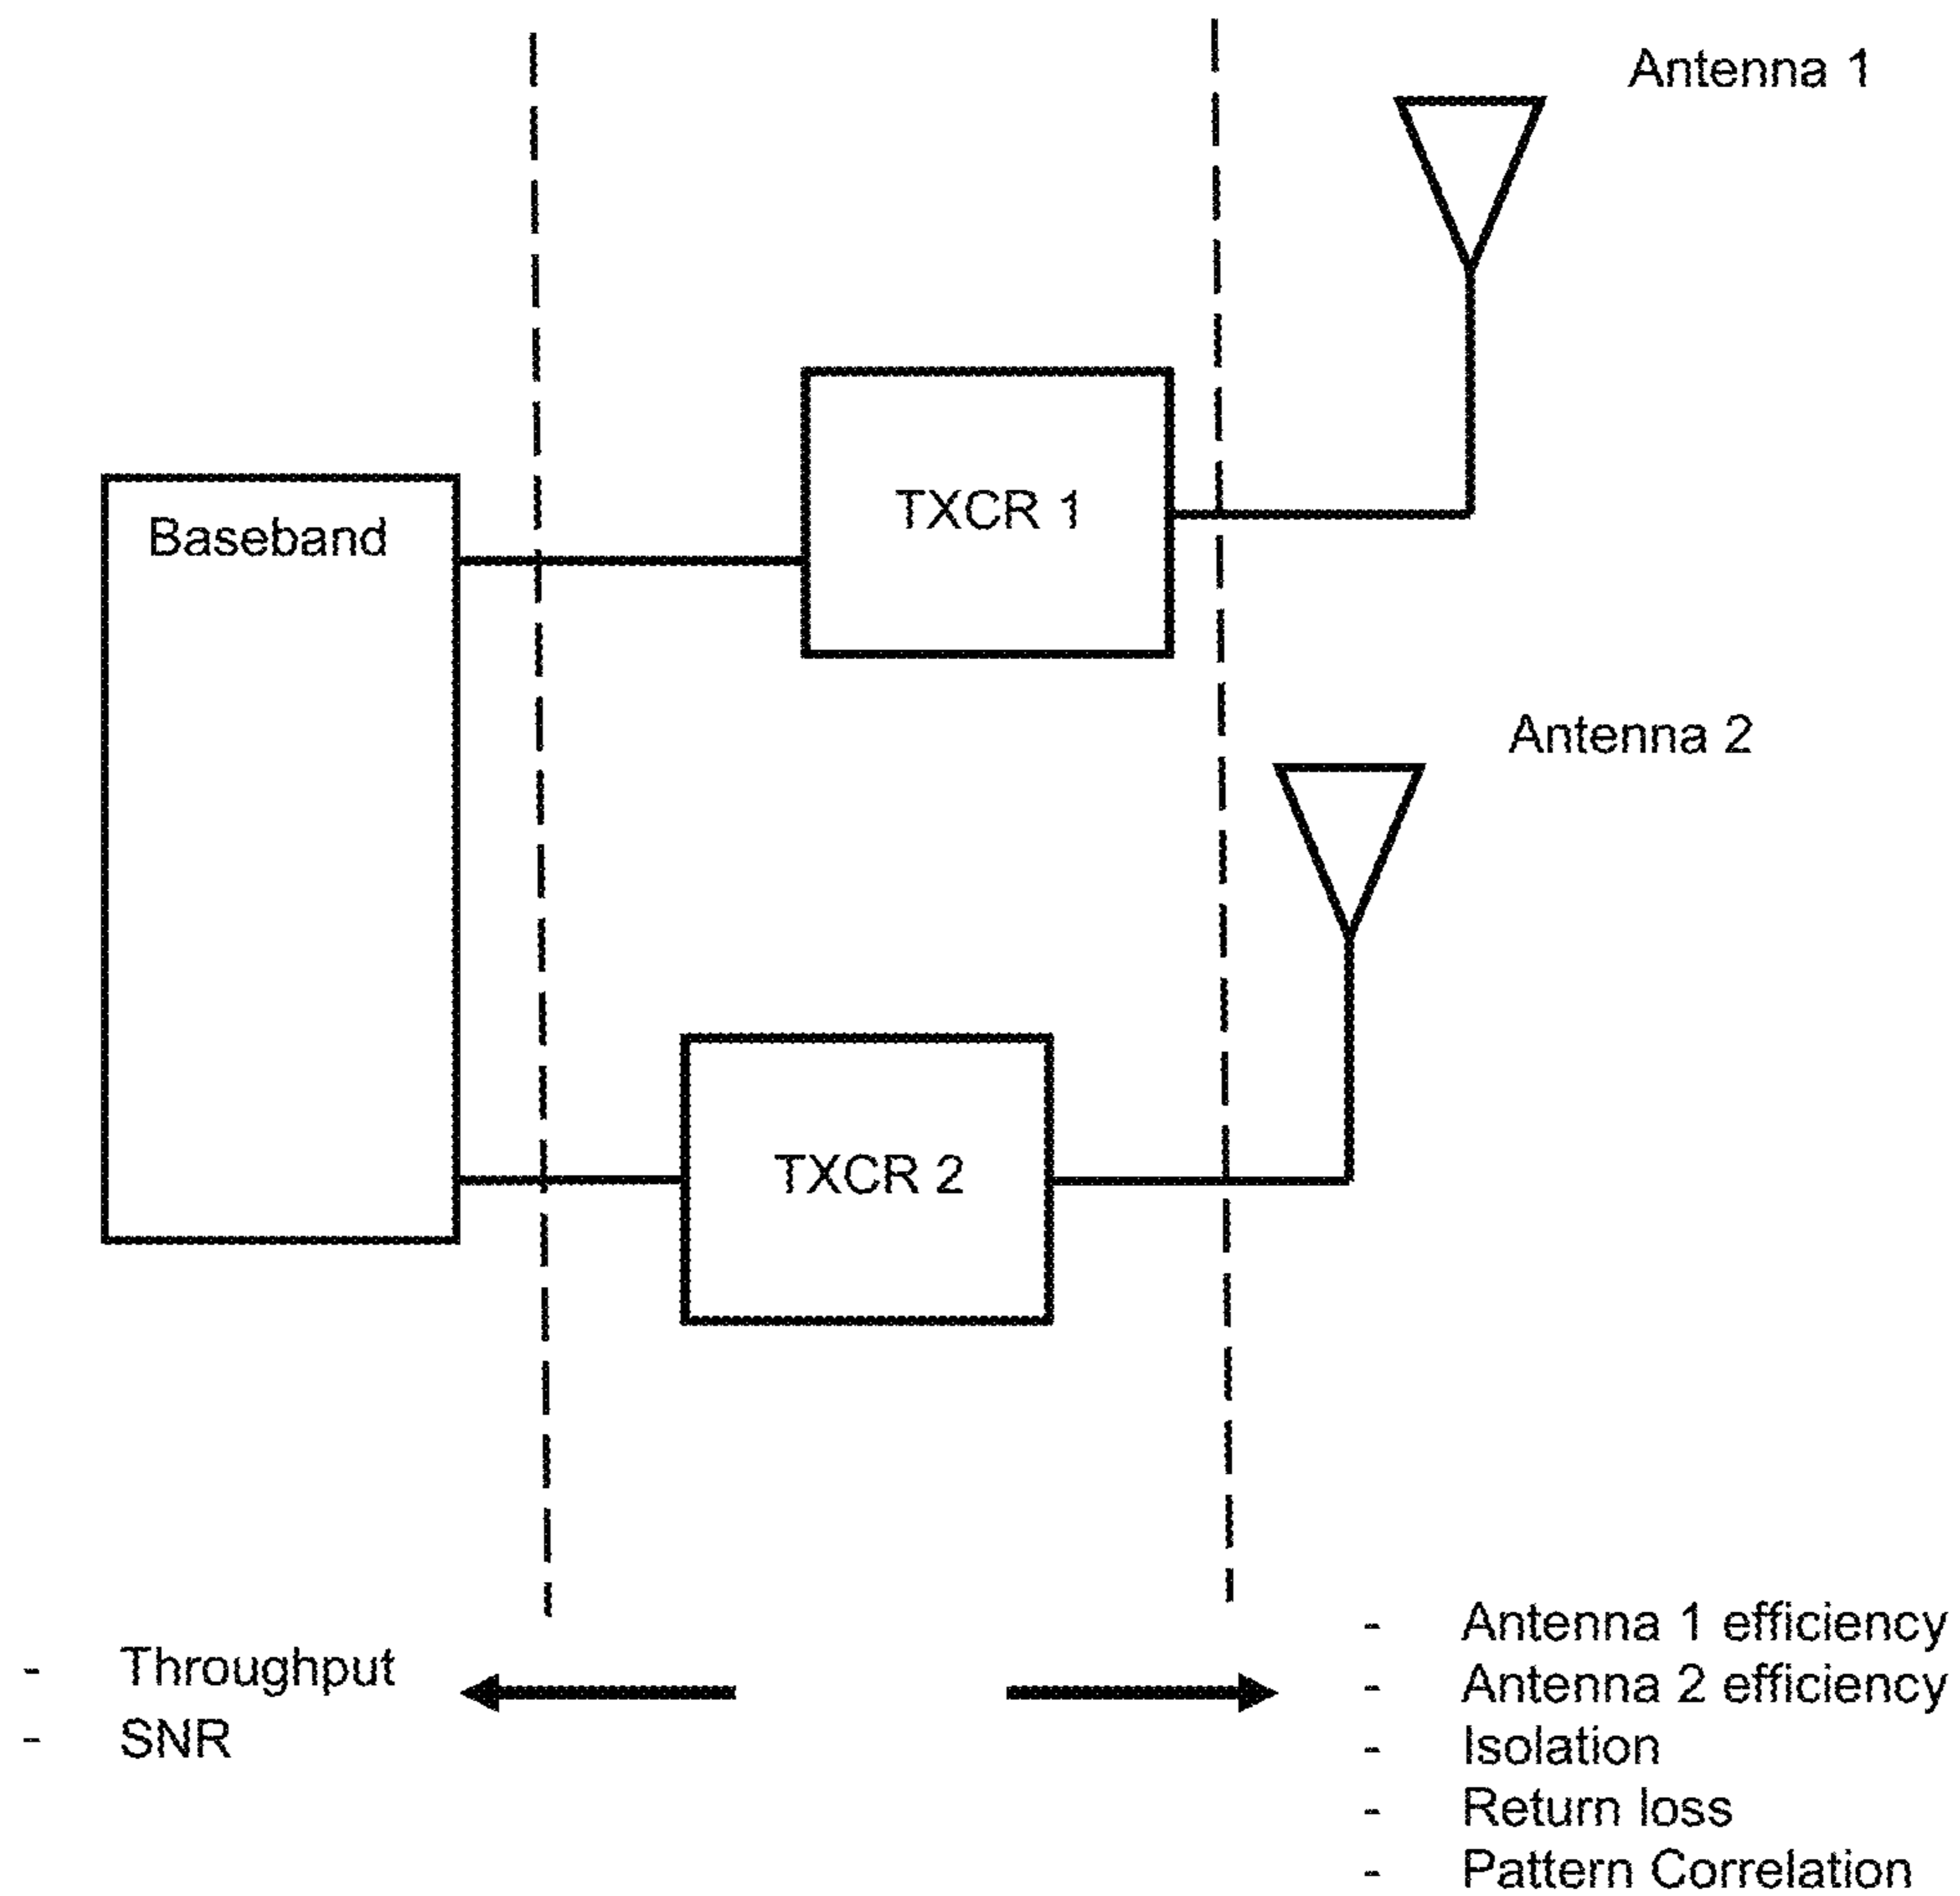 Antenna 1
TXCR 1
Baseband
Antenna 2
TXCR 2
- Throughput
- SNR
- Antenna 1 efficiency
- Antenna 2 efficiency
- Isolation
- Return loss
- Pattern Correlation